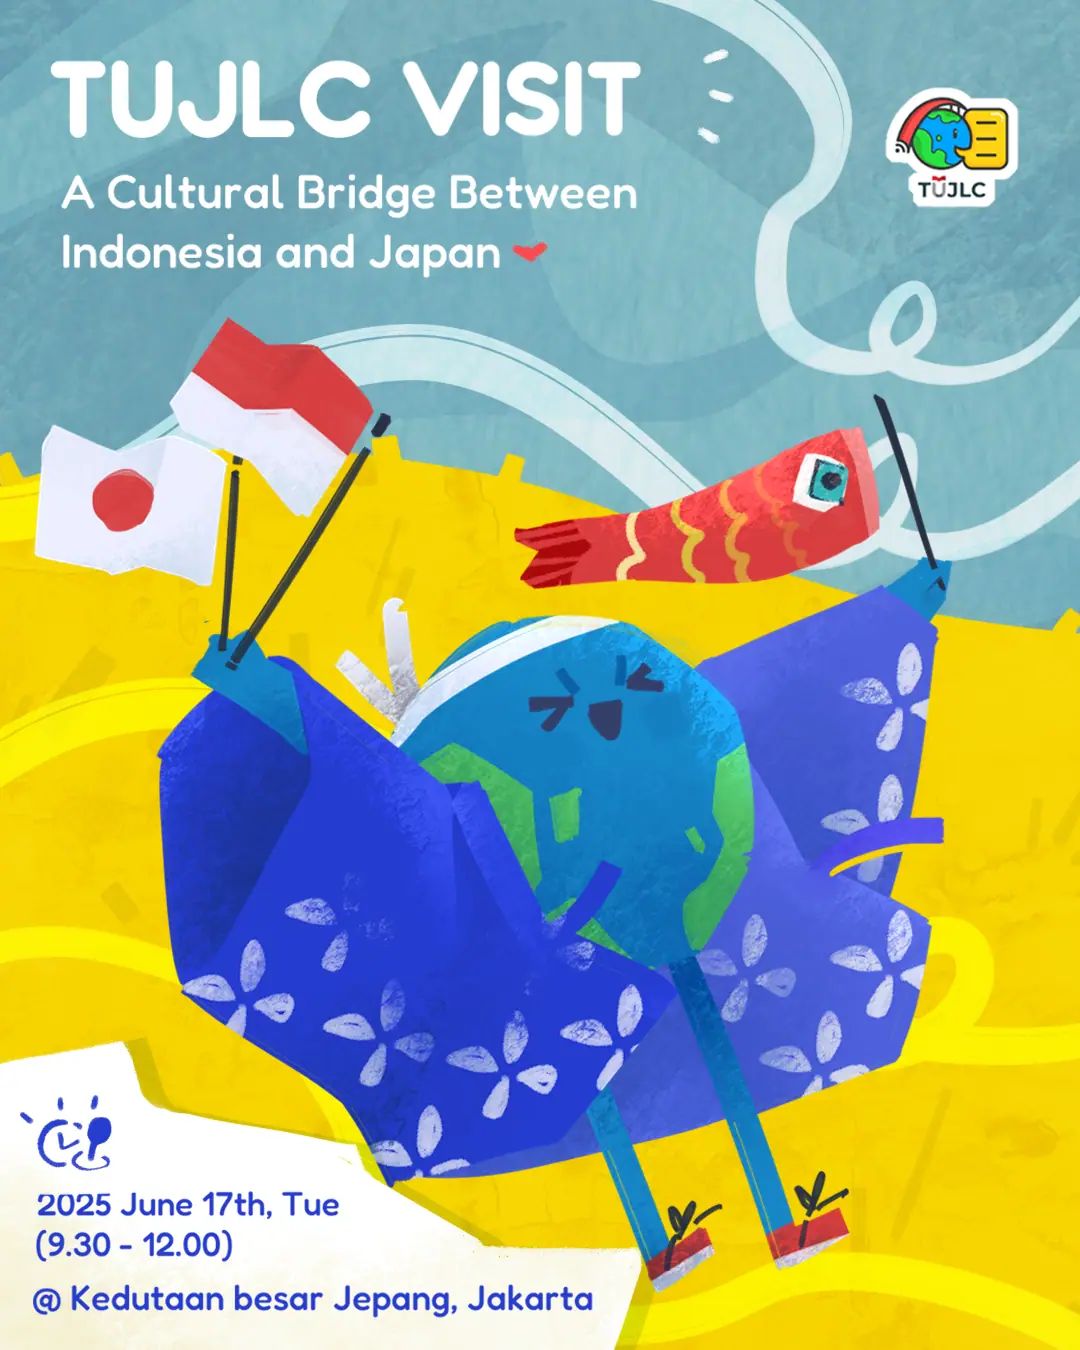 TUJLC VISIT
A Cultural Bridge Between
Indonesia and Japan
TUJLC
2025 June 17th, Tue
(9.30 - 12.00)
@ Kedutaan besar Jepang, Jakarta